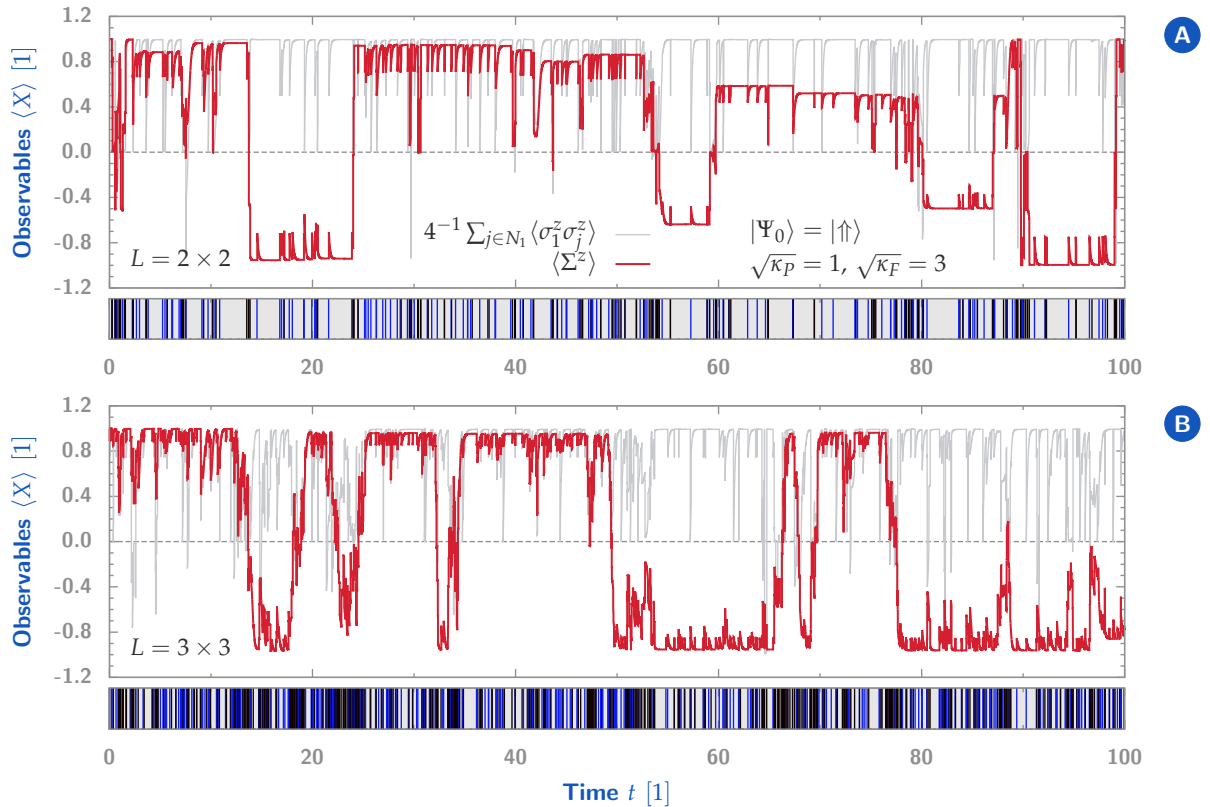 A
Observables ⟨X⟩ [1]
1.2
0.8
0.4
0.0
-0.4
-0.8
-1.2
4⁻¹ ∑_{j∈N₁}⟨σ₁ᶻσⱼᶻ⟩
⟨Σᶻ⟩
|Ψ₀⟩ = |⇑⟩
√κ_P = 1, √κ_F = 3
L = 2 × 2
0 20 40 60 80 100
B
Observables ⟨X⟩ [1]
1.2
0.8
0.4
0.0
-0.4
-0.8
-1.2
L = 3 × 3
0 20 40 60 80 100
Time t [1]